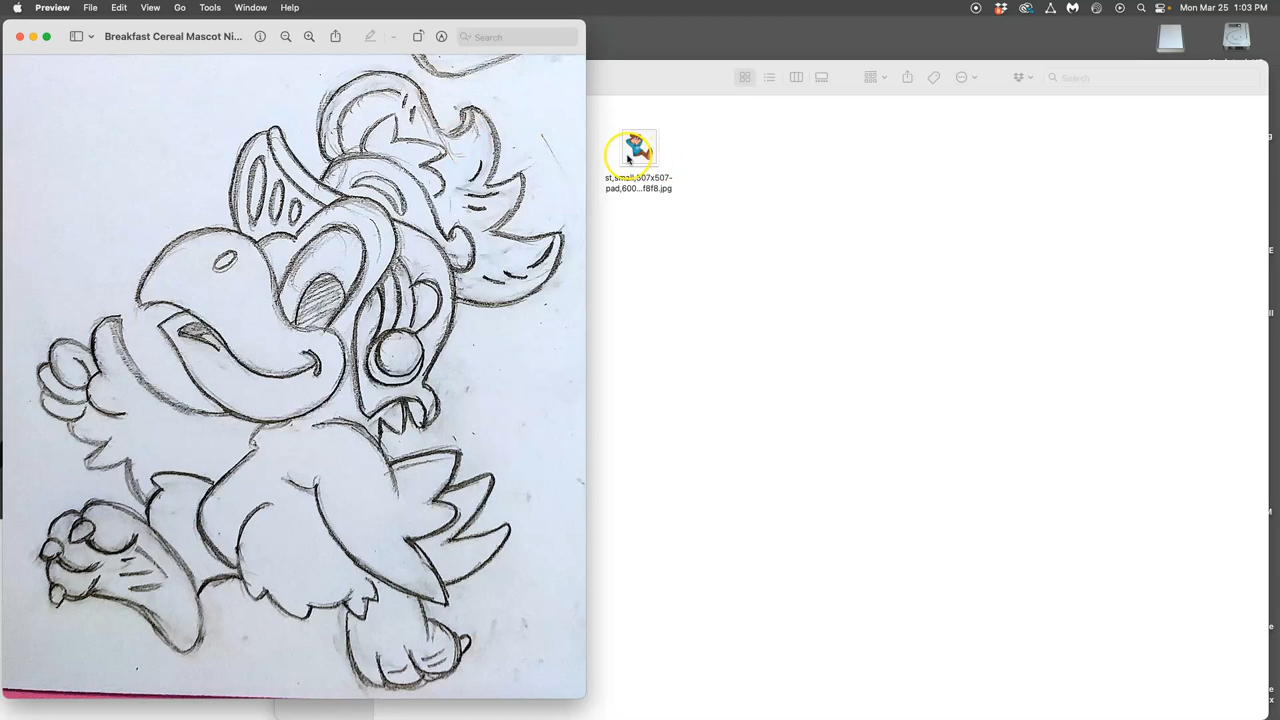 Preview File Edit View Go Tools Window Help
Mon Mar 25 1:03 PM
Breakfast Cereal Mascot Ni...
Search
Search
st,small,507x507-
pad,600...f8f8.jpg